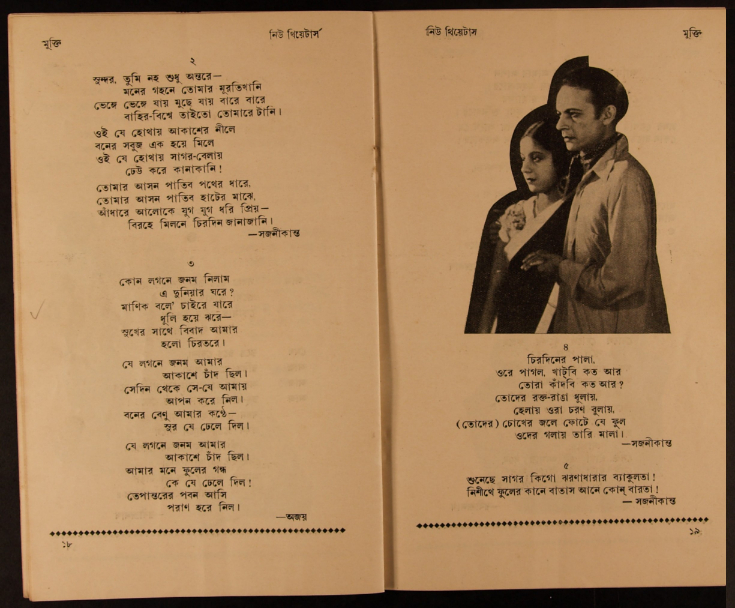 মুক্তি
নিউ থিয়েটার্স
২
সুন্দর, তুমি নহ শুধু অন্তরে—
মনের গহনে তোমার মূরতিখানি
ভেঙ্গে ভেঙ্গে যায় মুছে যায় বারে বারে
বাহির-বিশ্বে তাইতো তোমারে টানি।
ওই যে হোথায় আকাশের নীলে
বনের সবুজ এক হয়ে মিলে
ওই যে হোথায় সাগর-বেলায়
ঢেউ করে কানাকানি!
তোমার আসন পাতিব পথের ধারে,
তোমার আসন পাতিব হাটের মাঝে,
আঁধারে আলোকে যুগ যুগ ধরি প্রিয়—
বিরহে মিলনে চিরদিন জানাজানি।
—সজনীকান্ত
৩
কোন লগনে জনম নিলাম
এ দুনিয়ার ঘরে?
মাণিক বলে' চাইরে যারে
ধূলি হয়ে ঝরে—
সুখের সাথে বিবাদ আমার
হলো চিরতরে।
যে লগনে জনম আমার
আকাশে চাঁদ ছিল।
সেদিন থেকে সে-যে আমায়
আপন করে নিল।
বনের বেণু আমার কণ্ঠে—
সুর যে ঢেলে দিল।
যে লগনে জনম আমার
আকাশে চাঁদ ছিল।
আমার মনে ফুলের গন্ধ
কে যে ঢেলে দিল!
তেপান্তরের পবন আসি
পরাণ হরে নিল।
—অজয়
১৮
নিউ থিয়েটার্স
মুক্তি
৪
চিরদিনের পালা,
ওরে পাগল, খাটবি কত আর
তোরা কাঁদবি কত আর?
তোদের রক্ত-রাঙা ধূলায়,
হেলায় ওরা চরণ বুলায়,
(তোদের) চোখের জলে ফোটে যে ফুল
ওদের গলায় তারি মালা।
—সজনীকান্ত
৫
শুনেছে সাগর কিগো ঝরণাধারার ব্যাকুলতা!
নিশীথে ফুলের কানে বাতাস আনে কোন্ বারতা!
— সজনীকান্ত
১৯